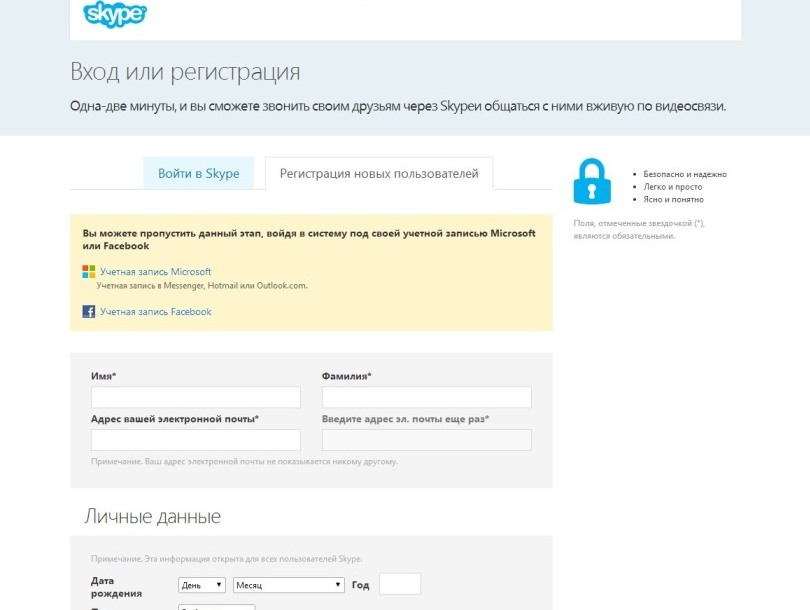 skype
Вход или регистрация
Одна-две минуты, и вы сможете звонить своим друзьям через Skypeи общаться с ними вживую по видеосвязи.
Войти в Skype
Регистрация новых пользователей
Безопасно и надежно
Легко и просто
Ясно и понятно
Поля, отмеченные звездочкой (*),
являются обязательными.
Вы можете пропустить данный этап, войдя в систему под своей учетной записью Microsoft
или Facebook
Учетная запись Microsoft
Учетная запись в Messenger, Hotmail или Outlook.com.
Учетная запись Facebook
Имя*
Фамилия*
Адрес вашей электронной почты*
Введите адрес эл. почты еще раз*
Примечание. Ваш адрес электронной почты не показывается никому другому.
Личные данные
Примечание. Эта информация открыта для всех пользователей Skype.
Дата
рождения
День
Месяц
Год